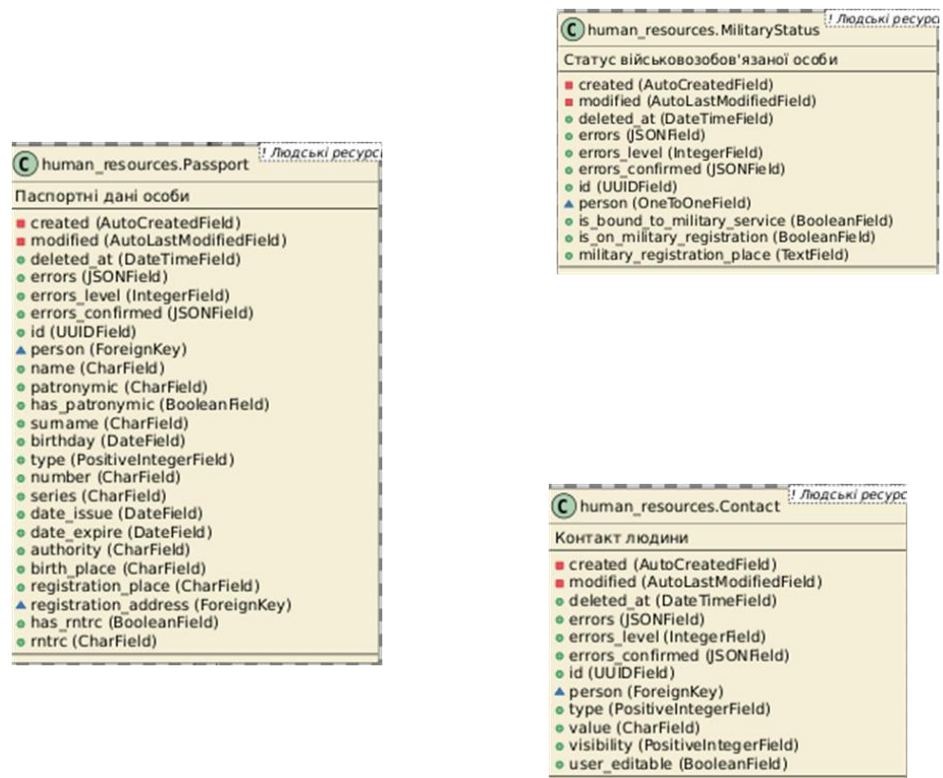 ! Людські ресурс
C human_resources.MilitaryStatus
Статус військовозобов'язаної особи
created (AutoCreatedField)
modified (AutoLastModifiedField)
deleted_at (DateTimeField)
errors (JSONField)
errors_level (IntegerField)
errors_confirmed (JSONField)
id (UUIDField)
person (OneToOneField)
is_bound_to_military_service (BooleanField)
is_on_military_registration (BooleanField)
military_registration_place (TextField)
! Людські ресурсі
C human_resources.Passport
Паспортні дані особи
created (AutoCreatedField)
modified (AutoLastModifiedField)
deleted_at (DateTimeField)
errors (JSONField)
errors_level (IntegerField)
errors_confirmed (JSONField)
id (UUIDField)
person (ForeignKey)
name (CharField)
patronymic (CharField)
has_patronymic (BooleanField)
surname (CharField)
birthday (DateField)
type (PositiveIntegerField)
number (CharField)
series (CharField)
date_issue (DateField)
date_expire (DateField)
authority (CharField)
birth_place (CharField)
registration_place (CharField)
registration_address (ForeignKey)
has_rntrc (BooleanField)
rntrc (CharField)
! Людські ресурс
C human_resources.Contact
Контакт людини
created (AutoCreatedField)
modified (AutoLastModifiedField)
deleted_at (DateTimeField)
errors (JSONField)
errors_level (IntegerField)
errors_confirmed (JSONField)
id (UUIDField)
person (ForeignKey)
type (PositiveIntegerField)
value (CharField)
visibility (PositiveIntegerField)
user_editable (BooleanField)